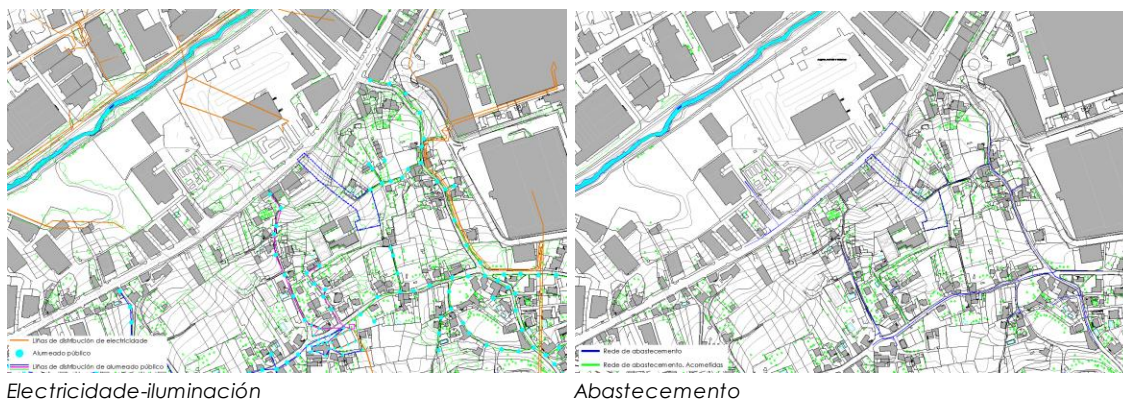 Liñas de distribución de electricidade
Alumeado público
Liñas de distribución de alumeado público
Rede de abastecemento
Rede de abastecemento, Acometidas
Electricidade-iluminación
Abastecemento